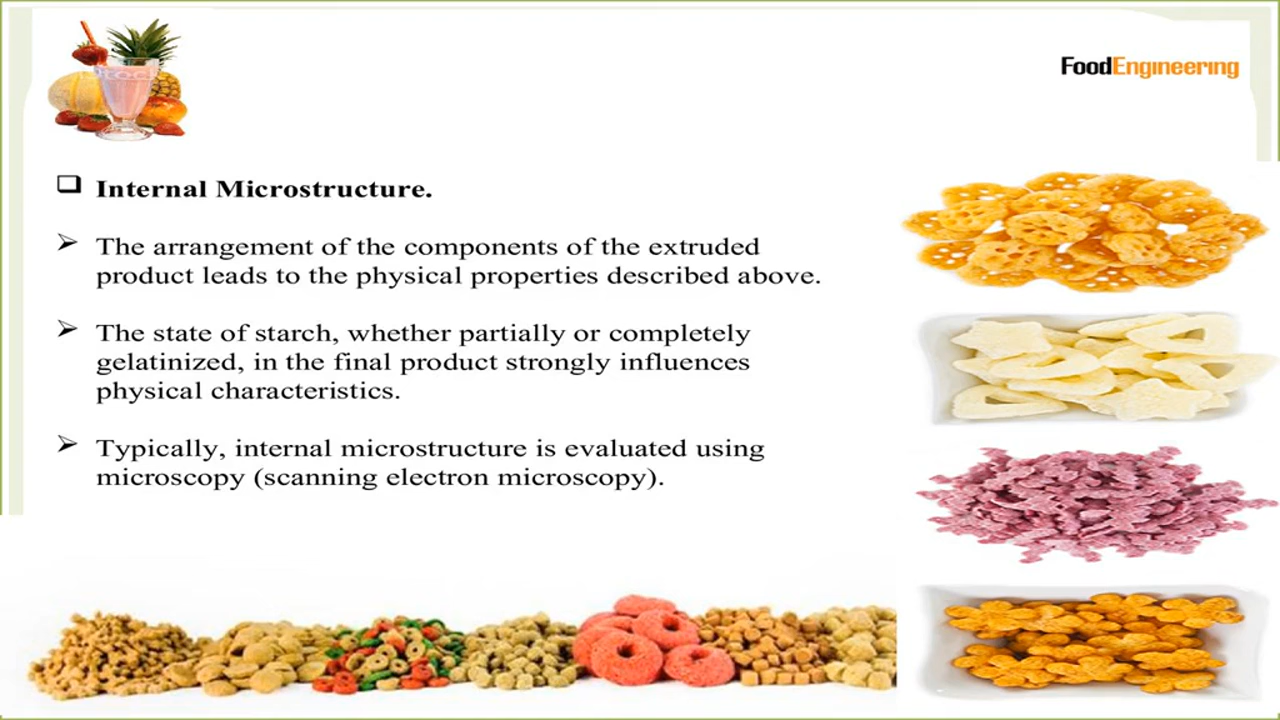 FoodEngineering
Internal Microstructure.
The arrangement of the components of the extruded
product leads to the physical properties described above.
The state of starch, whether partially or completely
gelatinized, in the final product strongly influences
physical characteristics.
Typically, internal microstructure is evaluated using
microscopy (scanning electron microscopy).